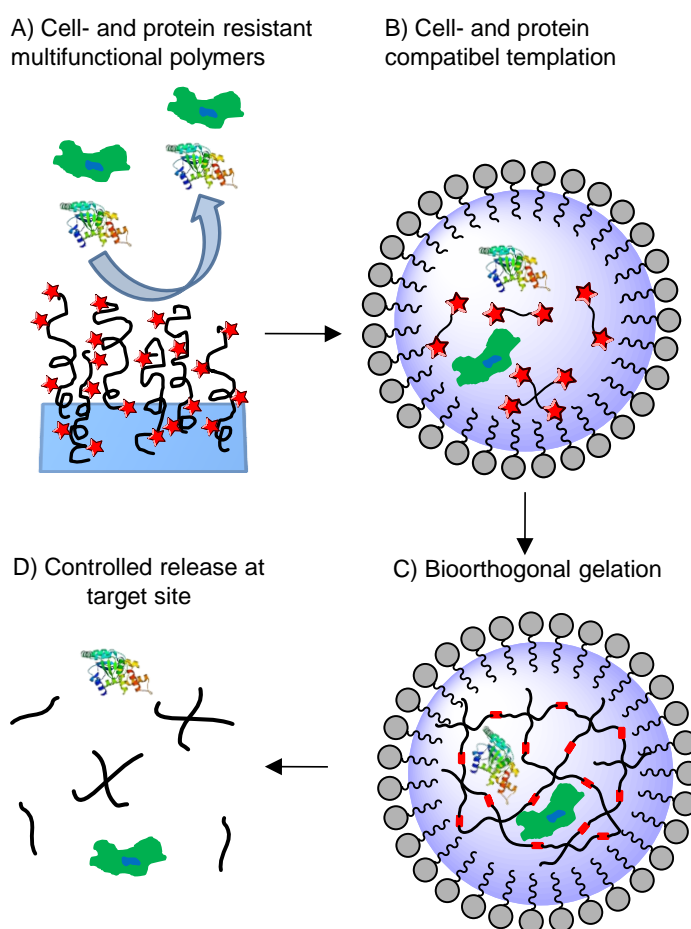 A) Cell- and protein resistant
multifunctional polymers
B) Cell- and protein
compatibel templation
D) Controlled release at
target site
C) Bioorthogonal gelation